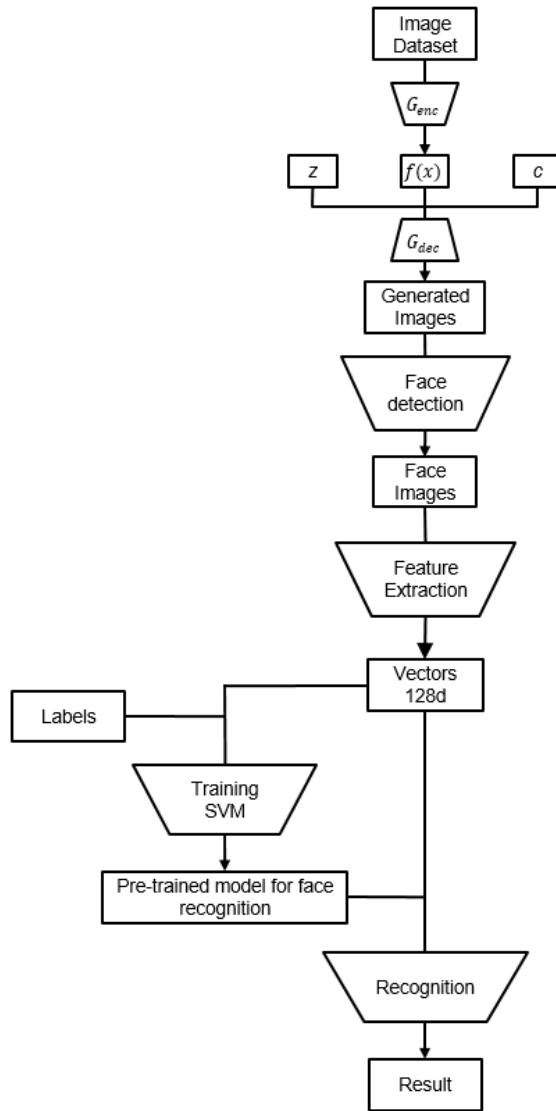 Image
Dataset
G_enc
z
f(x)
c
G_dec
Generated
Images
Face
detection
Face
Images
Feature
Extraction
Vectors
128d
Labels
Training
SVM
Pre-trained model for face
recognition
Recognition
Result